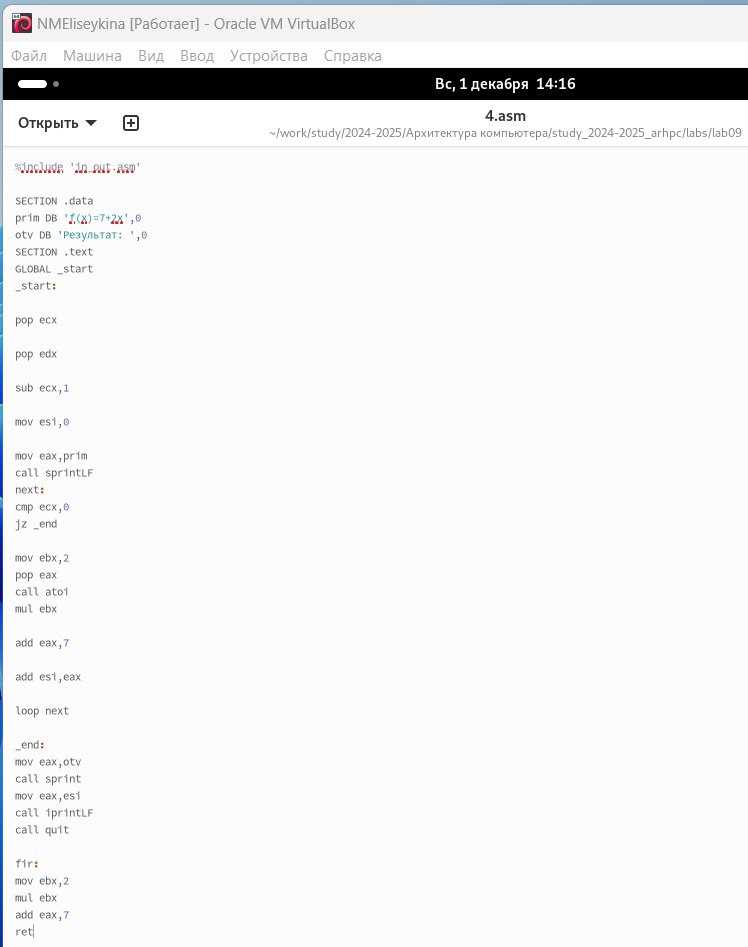 NMEliseykina [Работает] - Oracle VM VirtualBox
Файл Машина Вид Ввод Устройства Справка
Вс, 1 декабря 14:16
Открыть 4.asm
~/work/study/2024-2025/Архитектура компьютера/study_2024-2025_arhpc/labs/lab09
%include 'in_out.asm'
SECTION .data
prim DB 'f(x)=7+2x',0
otv DB 'Результат: ',0
SECTION .text
GLOBAL _start
_start:
pop ecx
pop edx
sub ecx,1
mov esi,0
mov eax,prim
call sprintLF
next:
cmp ecx,0
jz _end
mov ebx,2
pop eax
call atoi
mul ebx
add eax,7
add esi,eax
loop next
_end:
mov eax,otv
call sprint
mov eax,esi
call iprintLF
call quit
fir:
mov ebx,2
mul ebx
add eax,7
ret